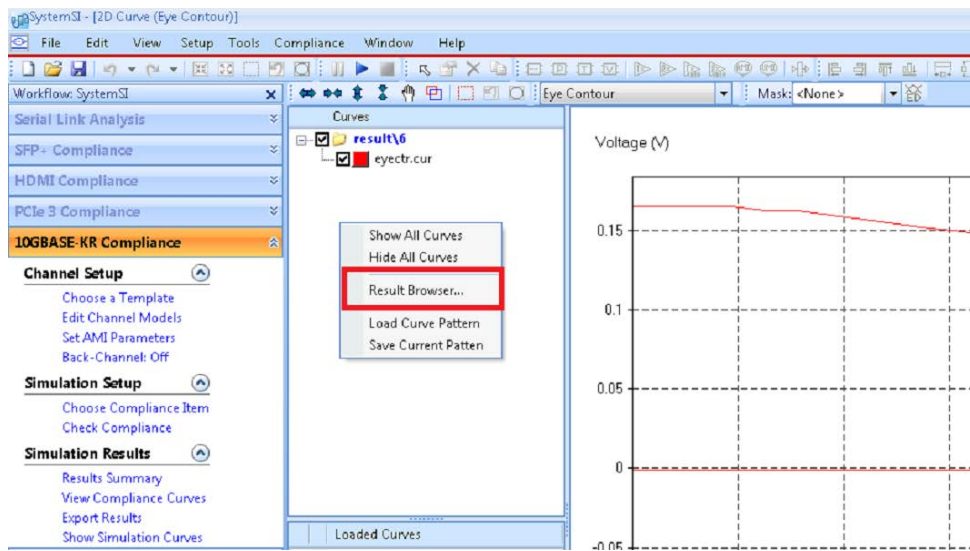 SystemSI - [2D Curve (Eye Contour)]
File Edit View Setup Tools Compliance Window Help
Workflow: SystemSI
Eye Contour
Mask: <None>
Serial Link Analysis
SFP+ Compliance
HDMI Compliance
PCIe 3 Compliance
10GBASE-KR Compliance
Channel Setup
Choose a Template
Edit Channel Models
Set AMI Parameters
Back-Channel: Off
Simulation Setup
Choose Compliance Item
Check Compliance
Simulation Results
Results Summary
View Compliance Curves
Export Results
Show Simulation Curves
Curves
result\6
eyectr.cur
Show All Curves
Hide All Curves
Result Browser...
Load Curve Pattern
Save Current Patten
Loaded Curves
Voltage (V)
0.15
0.1
0.05
0
-0.05